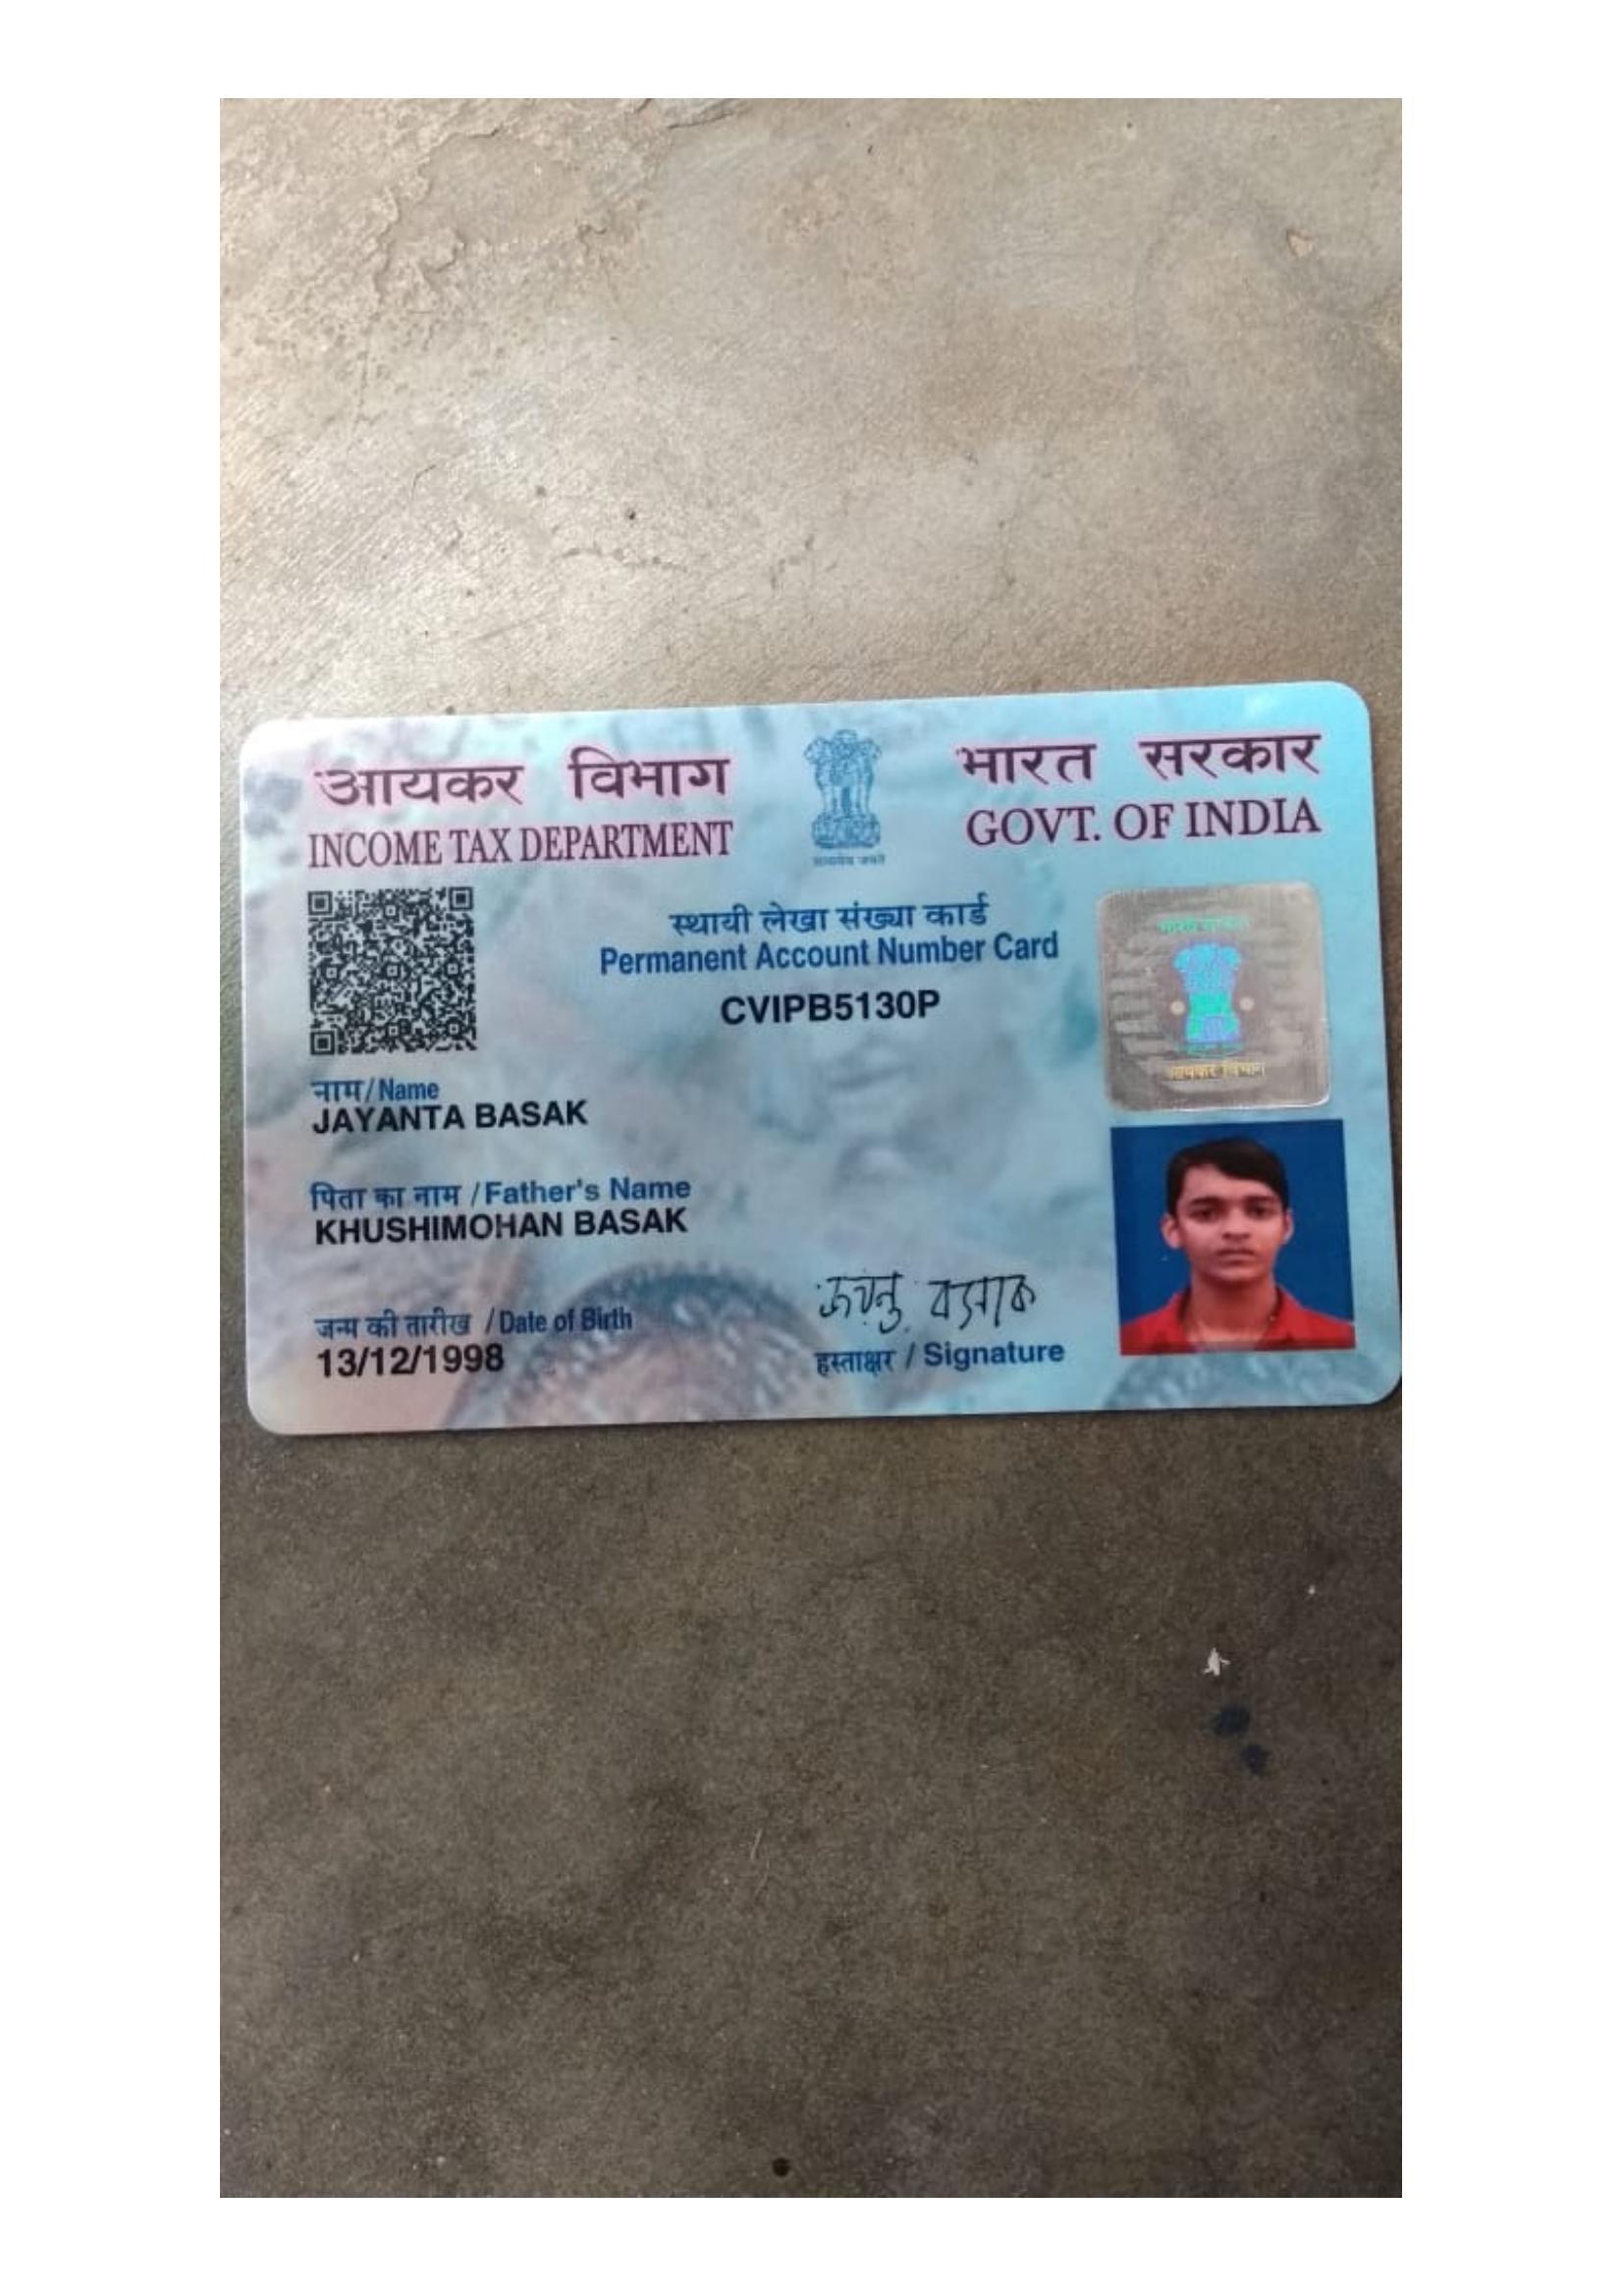 आयकर विभाग
INCOME TAX DEPARTMENT
सत्यमेव जयते
भारत सरकार
GOVT. OF INDIA
स्थायी लेखा संख्या कार्ड
Permanent Account Number Card
CVIPB5130P
भारत सरकार
आयकर विभाग
नाम/Name
JAYANTA BASAK
पिता का नाम /Father's Name
KHUSHIMOHAN BASAK
जन्म की तारीख /Date of Birth
13/12/1998
বসাক
हस्ताक्षर / Signature